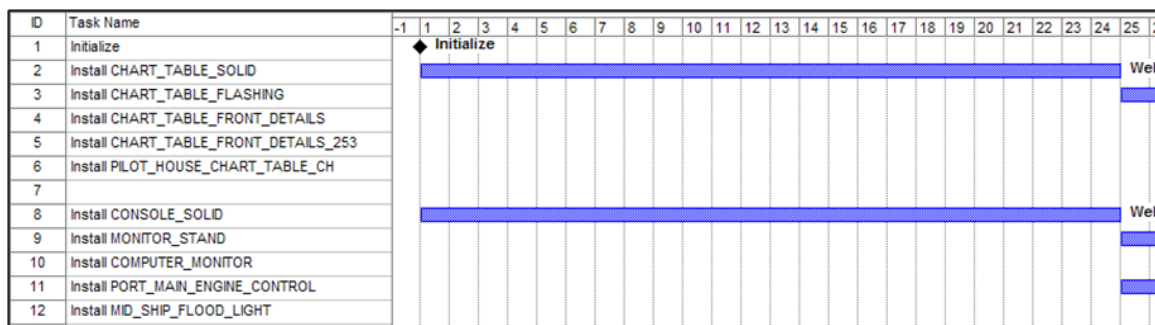 ID Task Name -1 1 2 3 4 5 6 7 8 9 10 11 12 13 14 15 16 17 18 19 20 21 22 23 24 25
1 Initialize Initialize
2 Install CHART_TABLE_SOLID Wel
3 Install CHART_TABLE_FLASHING
4 Install CHART_TABLE_FRONT_DETAILS
5 Install CHART_TABLE_FRONT_DETAILS_253
6 Install PILOT_HOUSE_CHART_TABLE_CH
7
8 Install CONSOLE_SOLID Wel
9 Install MONITOR_STAND
10 Install COMPUTER_MONITOR
11 Install PORT_MAIN_ENGINE_CONTROL
12 Install MID_SHIP_FLOOD_LIGHT